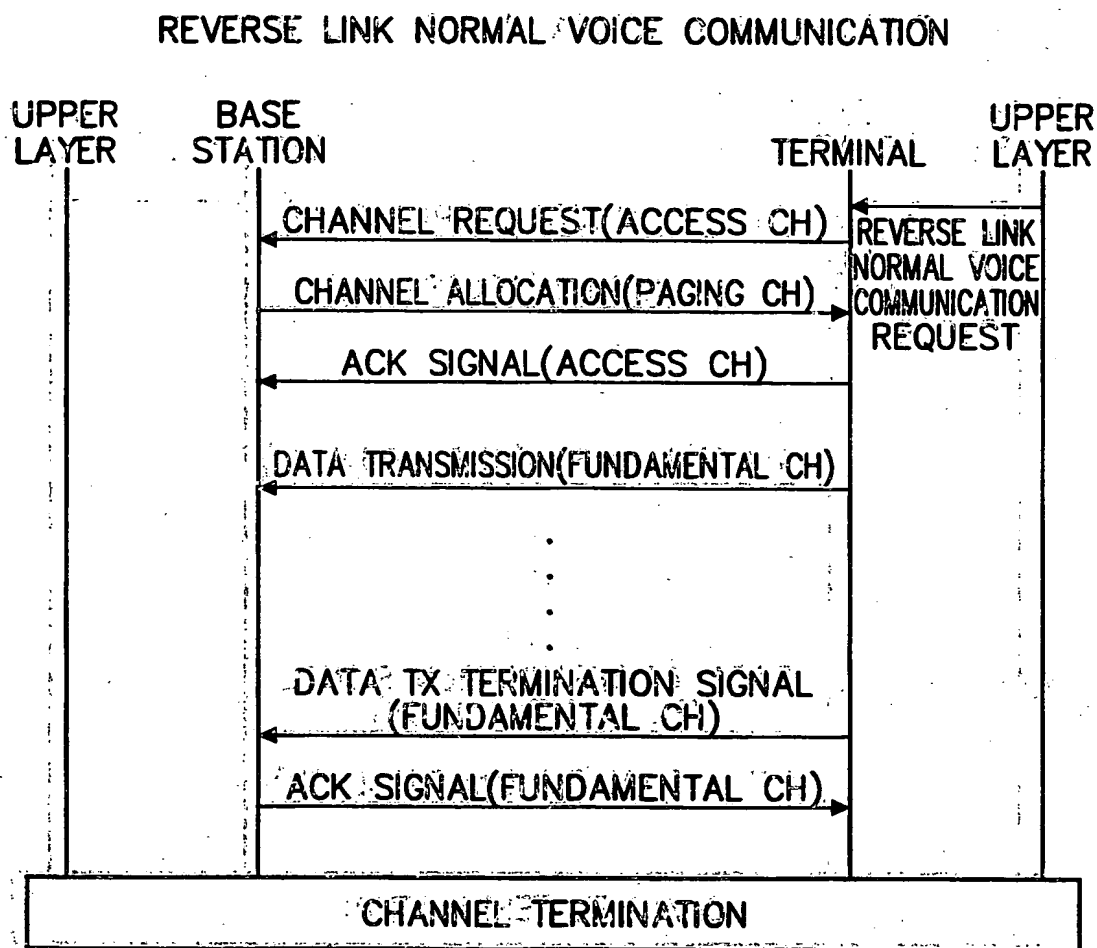 REVERSE LINK NORMAL VOICE COMMUNICATION
UPPER
LAYER
BASE
STATION
TERMINAL
UPPER
LAYER
CHANNEL REQUEST(ACCESS CH)
REVERSE LINK
NORMAL VOICE
COMMUNICATION
REQUEST
CHANNEL ALLOCATION(PAGING CH)
ACK SIGNAL(ACCESS CH)
DATA TRANSMISSION(FUNDAMENTAL CH)
DATA TX TERMINATION SIGNAL
(FUNDAMENTAL CH)
ACK SIGNAL(FUNDAMENTAL CH)
CHANNEL TERMINATION